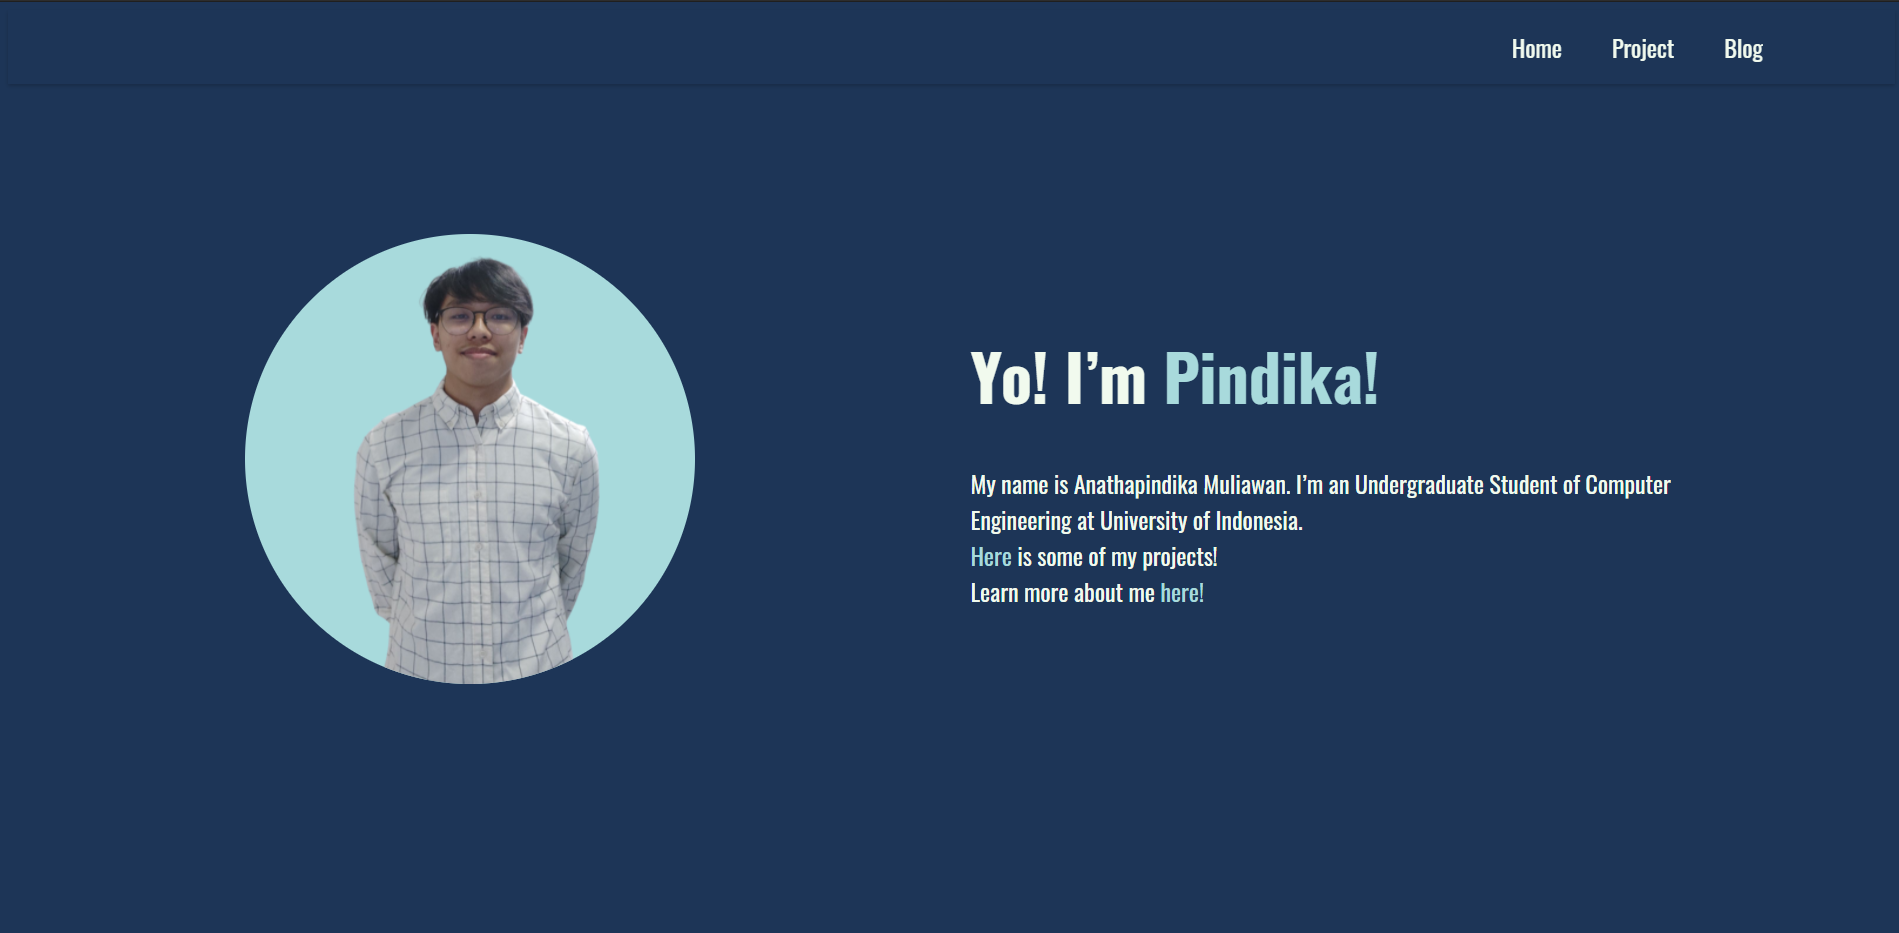 Home Project Blog
Yo! I’m Pindika!
My name is Anathapindika Muliawan. I’m an Undergraduate Student of Computer
Engineering at University of Indonesia.
Here is some of my projects!
Learn more about me here!